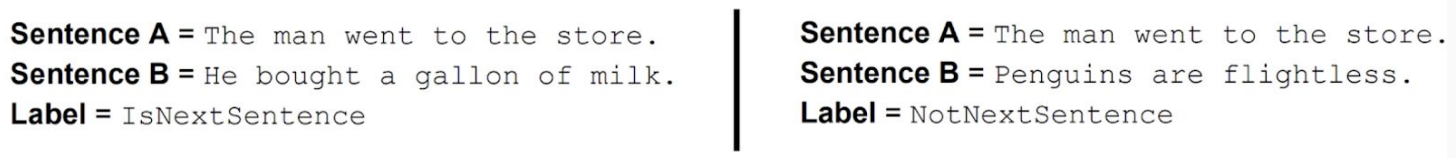 Sentence A = The man went to the store.
Sentence B = He bought a gallon of milk.
Label = IsNextSentence
Sentence A = The man went to the store.
Sentence B = Penguins are flightless.
Label = NotNextSentence